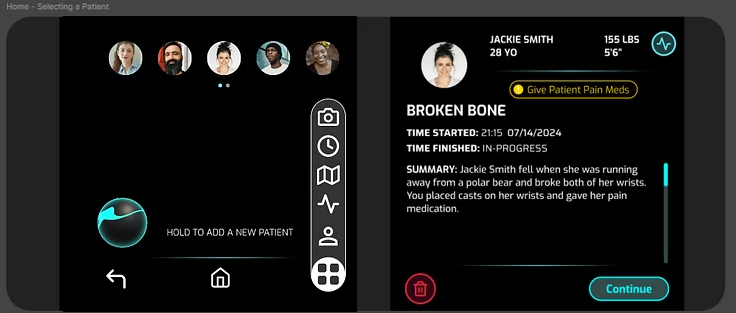 Home - Selecting a Patient
HOLD TO ADD A NEW PATIENT
JACKIE SMITH 155 LBS
28 YO 5'6"
Give Patient Pain Meds
BROKEN BONE
TIME STARTED: 21:15 07/14/2024
TIME FINISHED: IN-PROGRESS
SUMMARY: Jackie Smith fell when she was running
away from a polar bear and broke both of her wrists.
You placed casts on her wrists and gave her pain
medication.
Continue